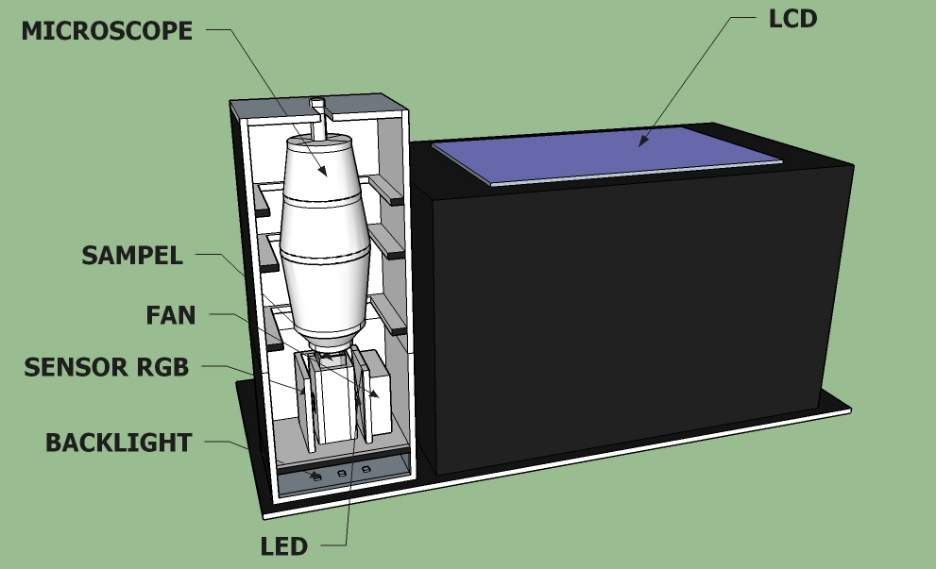 MICROSCOPE
LCD
SAMPEL
FAN
SENSOR RGB
BACKLIGHT
LED